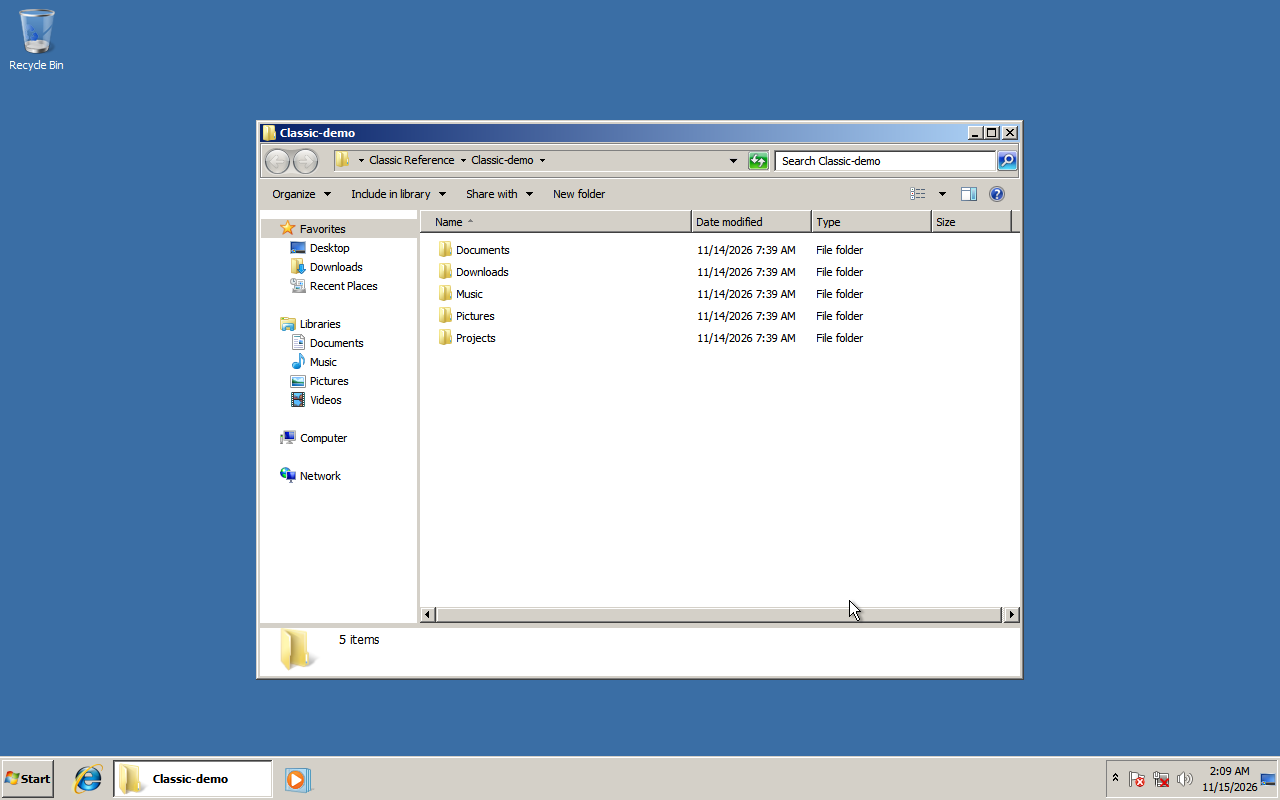 Recycle Bin
Classic-demo
Classic Reference Classic-demo
Search Classic-demo
Organize Include in library Share with New folder
Name Date modified Type Size
Favorites
Desktop
Downloads
Recent Places
Libraries
Documents
Music
Pictures
Videos
Computer
Network
Documents 11/14/2026 7:39 AM File folder
Downloads 11/14/2026 7:39 AM File folder
Music 11/14/2026 7:39 AM File folder
Pictures 11/14/2026 7:39 AM File folder
Projects 11/14/2026 7:39 AM File folder
5 items
Start
Classic-demo
2:09 AM
11/15/2026